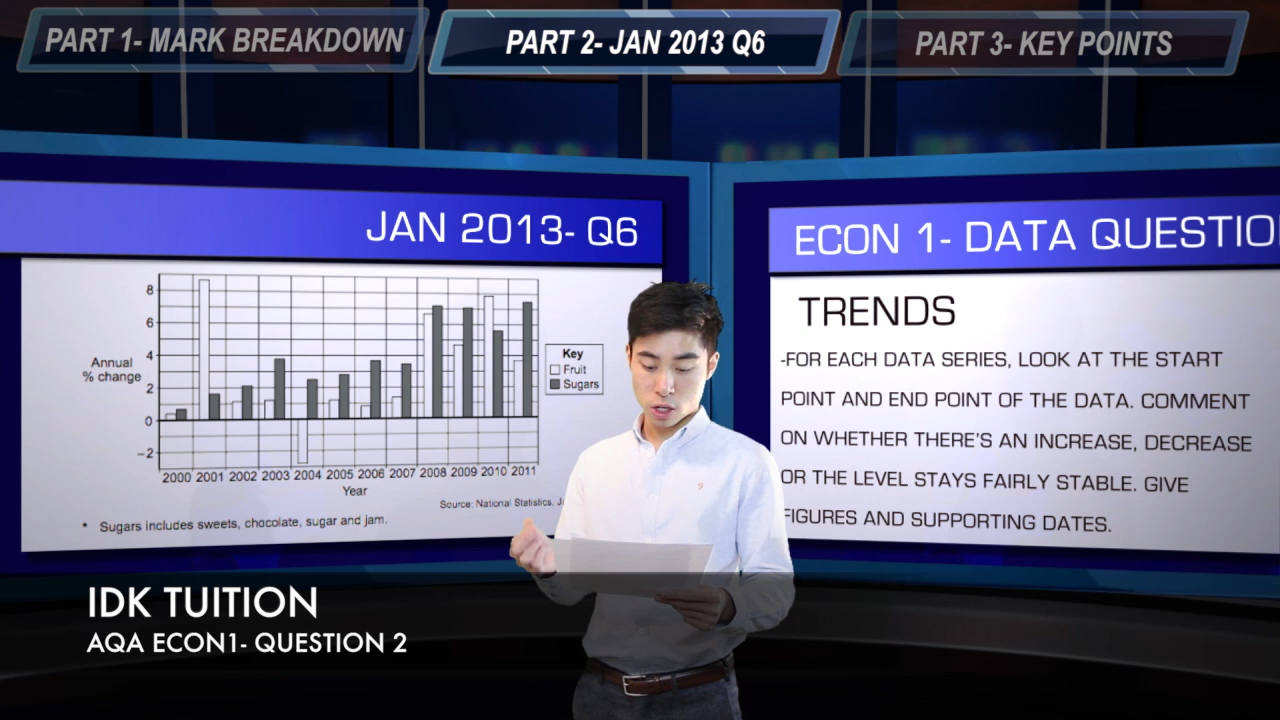 PART 1- MARK BREAKDOWN
PART 2- JAN 2013 Q6
PART 3- KEY POINTS
JAN 2013- Q6
8
6
4
2
0
–2
Annual
% change
Key
Fruit
Sugars
2000 2001 2002 2003 2004 2005 2006 2007 2008 2009 2010 2011
Year
Source: National Statistics,
* Sugars includes sweets, chocolate, sugar and jam.
ECON 1- DATA QUESTIO
TRENDS
-FOR EACH DATA SERIES, LOOK AT THE START
POINT AND END POINT OF THE DATA. COMMENT
ON WHETHER THERE'S AN INCREASE, DECREASE
OR THE LEVEL STAYS FAIRLY STABLE. GIVE
FIGURES AND SUPPORTING DATES.
IDK TUITION
AQA ECON1- QUESTION 2